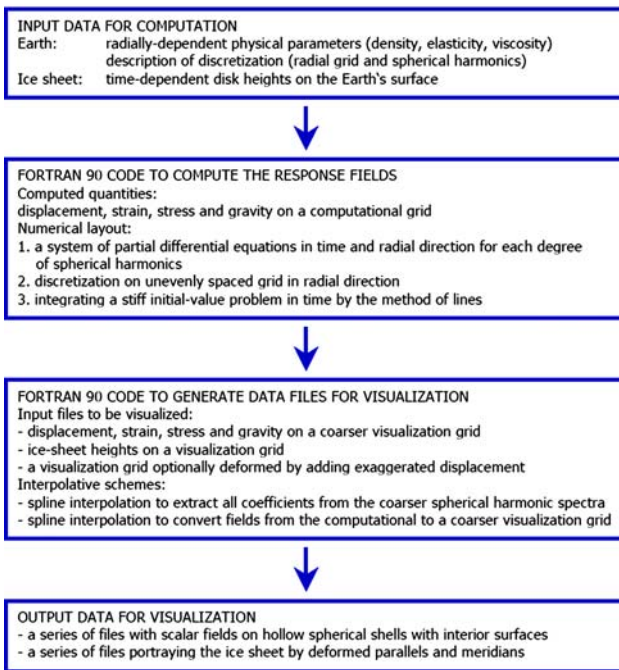 INPUT DATA FOR COMPUTATION
Earth: radially-dependent physical parameters (density, elasticity, viscosity)
description of discretization (radial grid and spherical harmonics)
Ice sheet: time-dependent disk heights on the Earth's surface
FORTRAN 90 CODE TO COMPUTE THE RESPONSE FIELDS
Computed quantities:
displacement, strain, stress and gravity on a computational grid
Numerical layout:
1. a system of partial differential equations in time and radial direction for each degree
of spherical harmonics
2. discretization on unevenly spaced grid in radial direction
3. integrating a stiff initial-value problem in time by the method of lines
FORTRAN 90 CODE TO GENERATE DATA FILES FOR VISUALIZATION
Input files to be visualized:
- displacement, strain, stress and gravity on a coarser visualization grid
- ice-sheet heights on a visualization grid
- a visualization grid optionally deformed by adding exaggerated displacement
Interpolative schemes:
- spline interpolation to extract all coefficients from the coarser spherical harmonic spectra
- spline interpolation to convert fields from the computational to a coarser visualization grid
OUTPUT DATA FOR VISUALIZATION
- a series of files with scalar fields on hollow spherical shells with interior surfaces
- a series of files portraying the ice sheet by deformed parallels and meridians